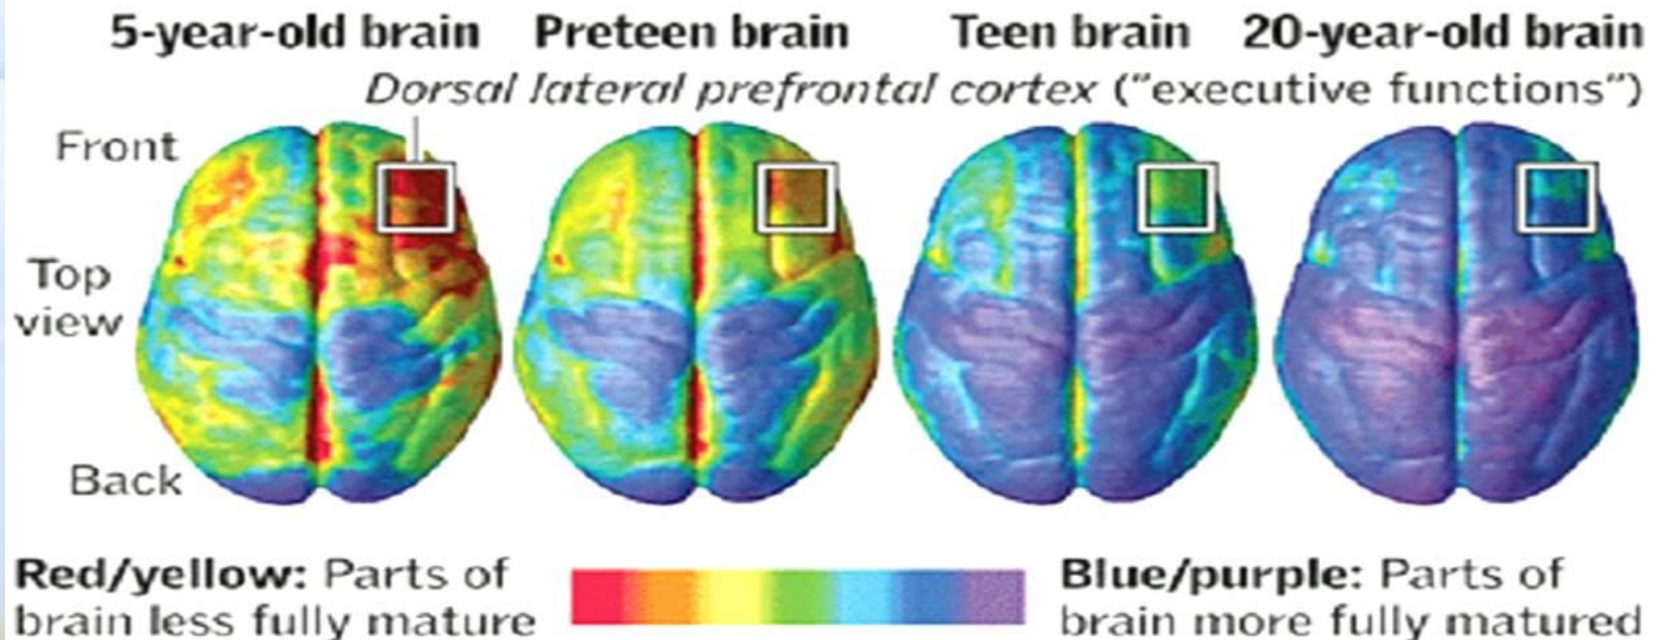 5-year-old brain Preteen brain Teen brain 20-year-old brain
Dorsal lateral prefrontal cortex ("executive functions")
Front
Top
view
Back
Red/yellow: Parts of
brain less fully mature
Blue/purple: Parts of
brain more fully matured